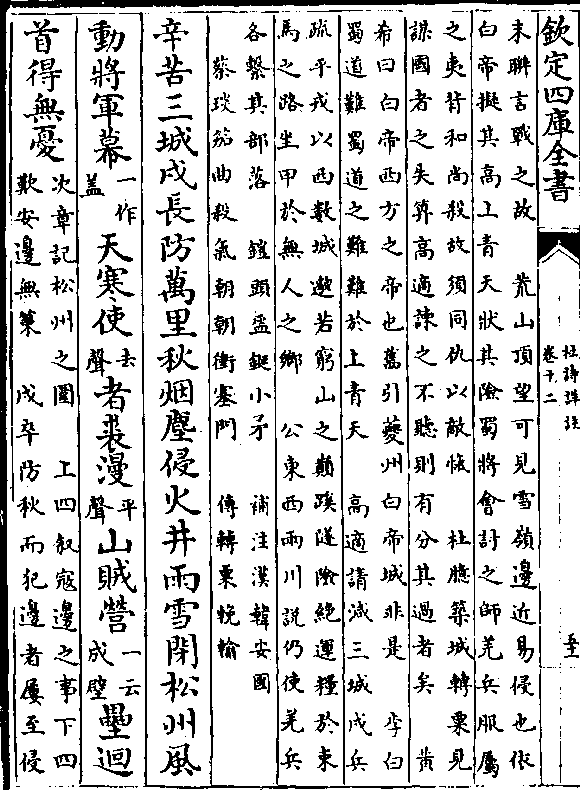 欽定四庫全書
杜詩詳註
卷十二
未聨言戰之故　荒山頂望可見雪嶺邊近易侵也依
白帝擬其高上青天狀其險蜀將會討之師羌兵服屬
之夷背和尚殺故須同仇以敵愾　杜臆築城轉粟見
謀國者之失算高適諫之不聽則有分其過者矣　黄
希曰白帝西方之帝也舊引夔州白帝城非是　李白
蜀道難蜀道之難難於上青天　高適請減三城戍兵
疏平戎以西數城邈若窮山之巔蹊隧險絶運糧於束
馬之路坐甲於無人之鄉　公東西兩川説仍使羌兵
各繫其部落　鎧頭盔鋋小矛　補注漢韓安國
蔡琰笳曲殺氣朝朝衝塞門　傳轉粟輓輸
辛苦三城戍長防萬里秋烟塵侵火井雨雪閉松州風
動將軍幕一作盖天寒使去聲者裘漫平聲山賊營一云成壁壘迴
首得無憂次章記松州之圍　上四叙寇邊之事下四
歎安邊無策　戍卒防秋而犯邊者屢至侵